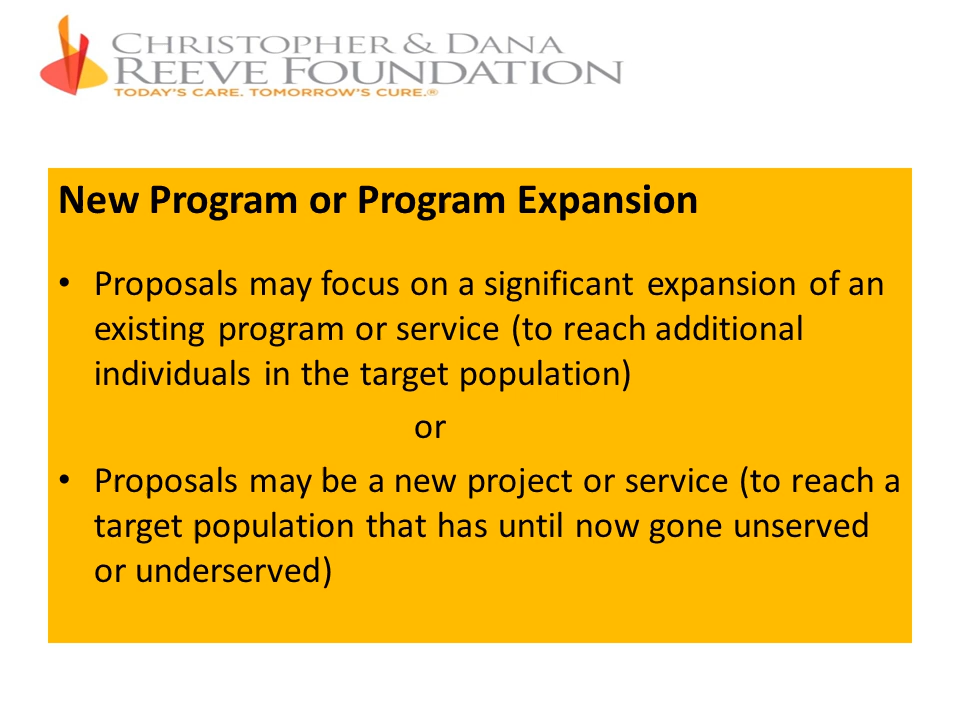 CHRISTOPHER & DANA
REEVE FOUNDATION
TODAY'S CARE. TOMORROW'S CURE.®
New Program or Program Expansion
• Proposals may focus on a significant expansion of an
existing program or service (to reach additional
individuals in the target population)
or
• Proposals may be a new project or service (to reach a
target population that has until now gone unserved
or underserved)